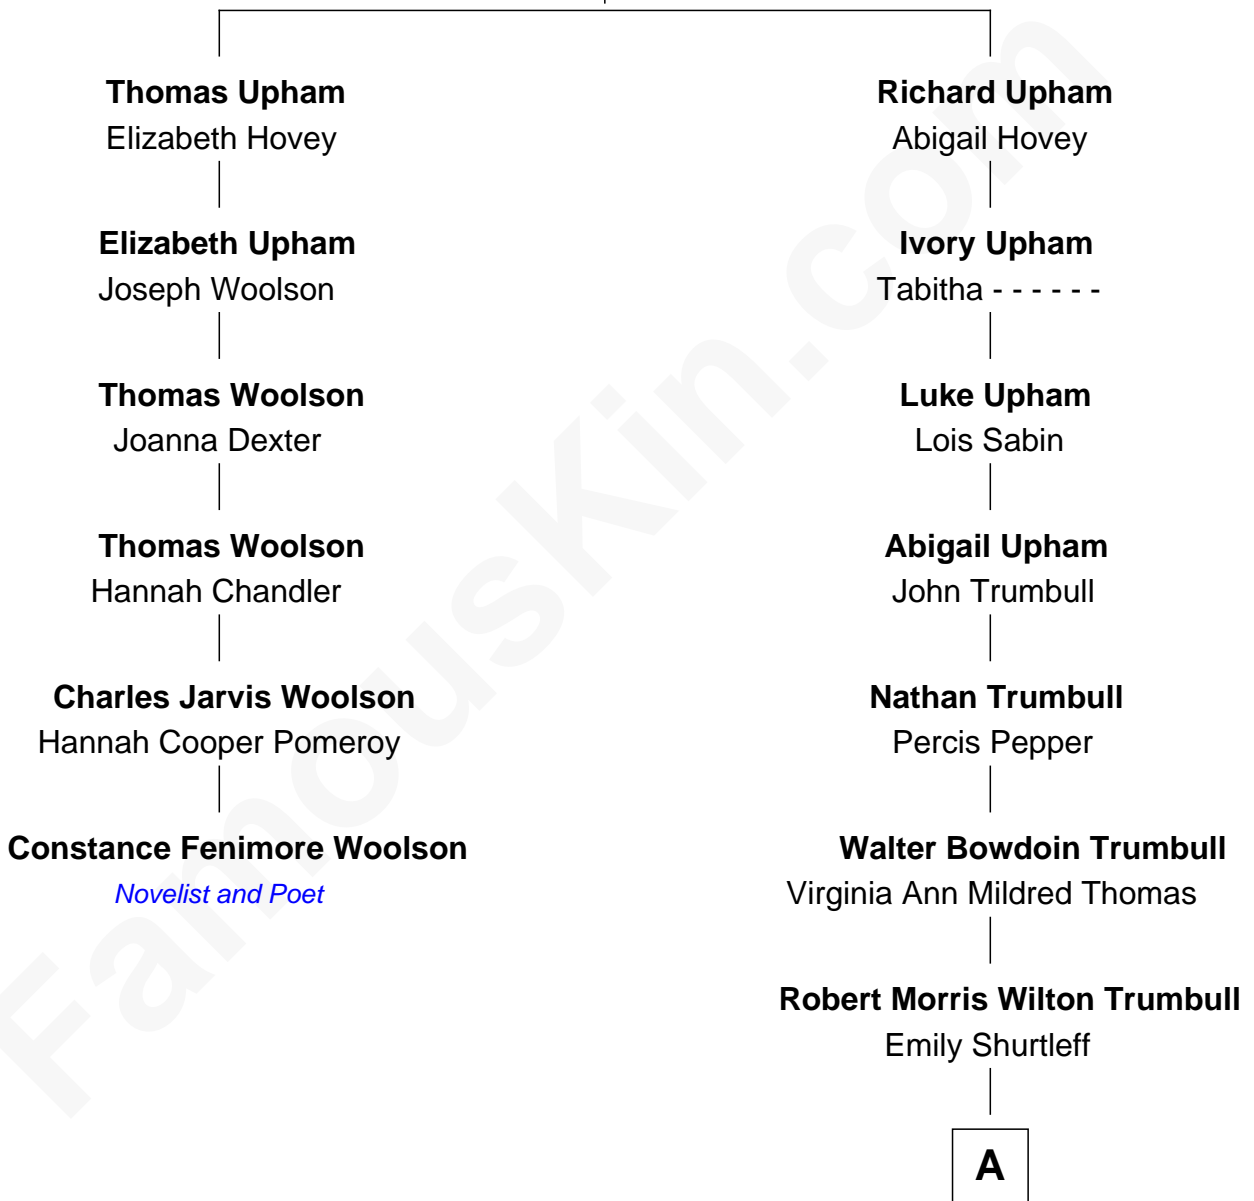 Thomas Upham
Elizabeth Hovey
Elizabeth Upham
Joseph Woolson
Thomas Woolson
Joanna Dexter
Thomas Woolson
Hannah Chandler
Charles Jarvis Woolson
Hannah Cooper Pomeroy
Constance Fenimore Woolson
Novelist and Poet
Richard Upham
Abigail Hovey
Ivory Upham
Tabitha - - - - - -
Luke Upham
Lois Sabin
Abigail Upham
John Trumbull
Nathan Trumbull
Percis Pepper
Walter Bowdoin Trumbull
Virginia Ann Mildred Thomas
Robert Morris Wilton Trumbull
Emily Shurtleff
A
FamousKin.com